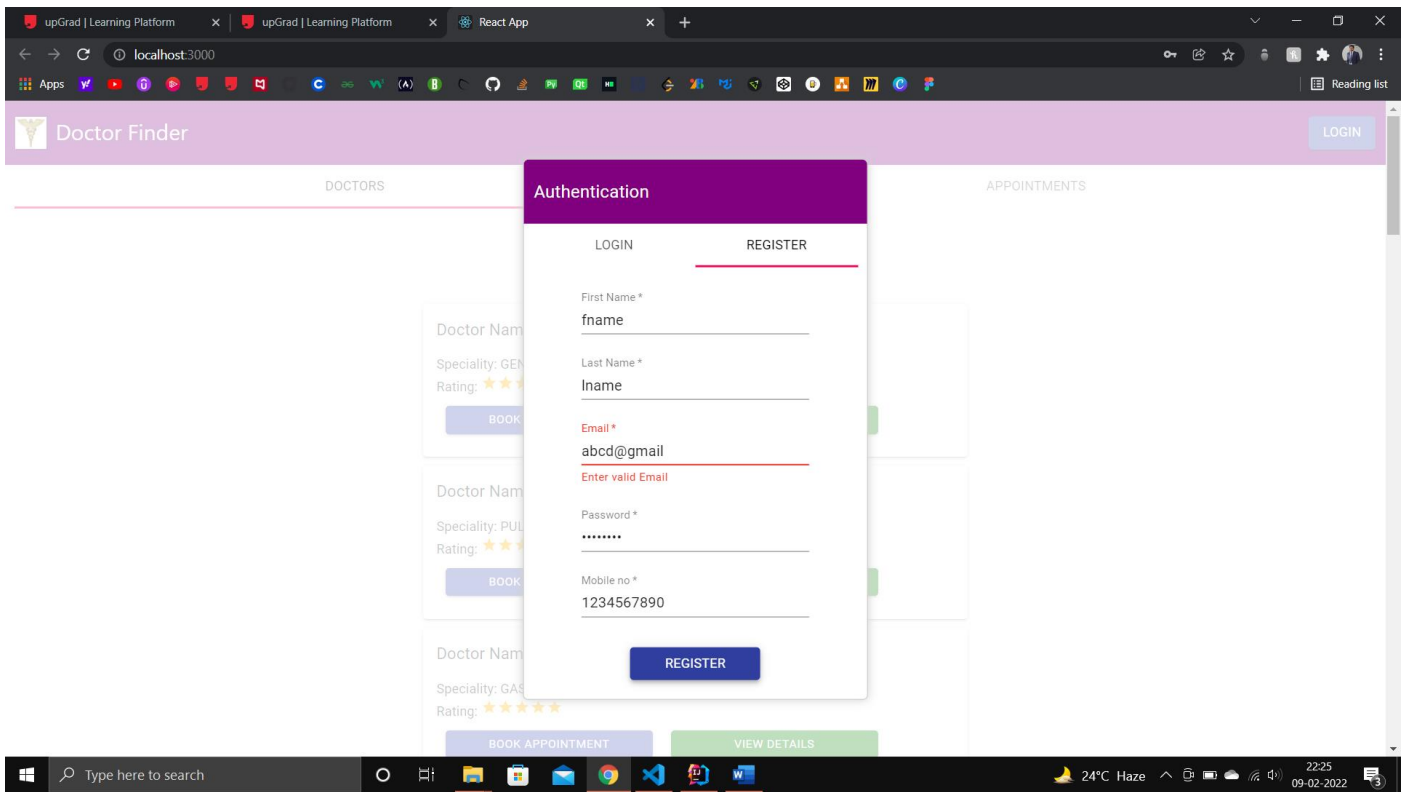 upGrad | Learning Platform
upGrad | Learning Platform
React App
localhost:3000
Apps
Reading list
Doctor Finder
LOGIN
DOCTORS
APPOINTMENTS
Authentication
LOGIN
REGISTER
First Name *
fname
Last Name *
lname
Email *
abcd@gmail
Enter valid Email
Password *
••••••••
Mobile no *
1234567890
REGISTER
Doctor Nam
Speciality: GEN
Rating:
BOOK
Doctor Nam
Speciality: PUL
Rating:
BOOK
Doctor Nam
Speciality: GAS
Rating:
BOOK APPOINTMENT
VIEW DETAILS
Type here to search
24°C Haze
22:25
09-02-2022